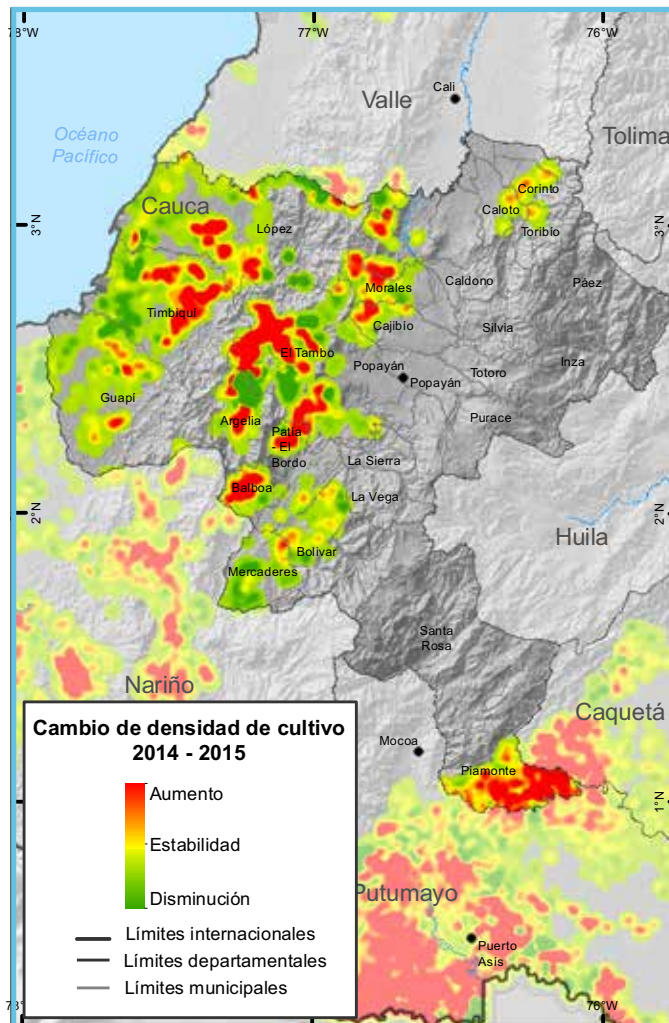 78°W
77°W
76°W
Valle
Cali
Océano
Pacífico
Tolima
Cauca
Corinto
Caloto
Toribío
3°N
3°N
López
Páez
Caldono
Morales
Timbiquí
Cajibío
Silvia
El Tambo
Inza
Popayán
Popayán
Totoro
Guapí
Argelia
Purace
Patía
- El
Bordo
La Sierra
Balboa
La Vega
2°N
2°N
Huila
Bolivar
Mercaderes
Santa
Rosa
Nariño
Caquetá
Mocoa
Piamonte
1°N
Putumayo
Puerto
Asís
Cambio de densidad de cultivo
2014 - 2015
Aumento
Estabilidad
Disminución
Límites internacionales
Límites departamentales
Límites municipales
76°W